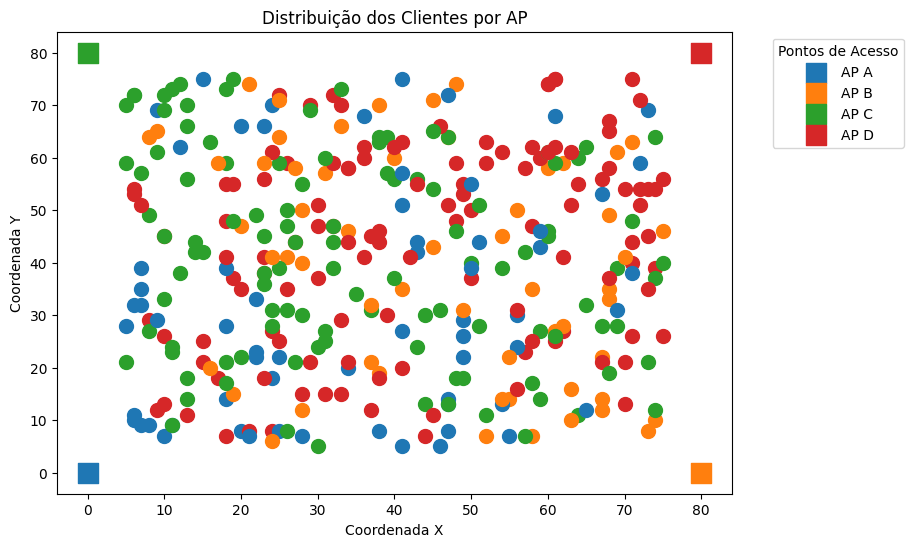 Distribuição dos Clientes por AP
Coordenada Y
80
70
60
50
40
30
20
10
0
0 10 20 30 40 50 60 70 80
Coordenada X
Pontos de Acesso
AP A
AP B
AP C
AP D